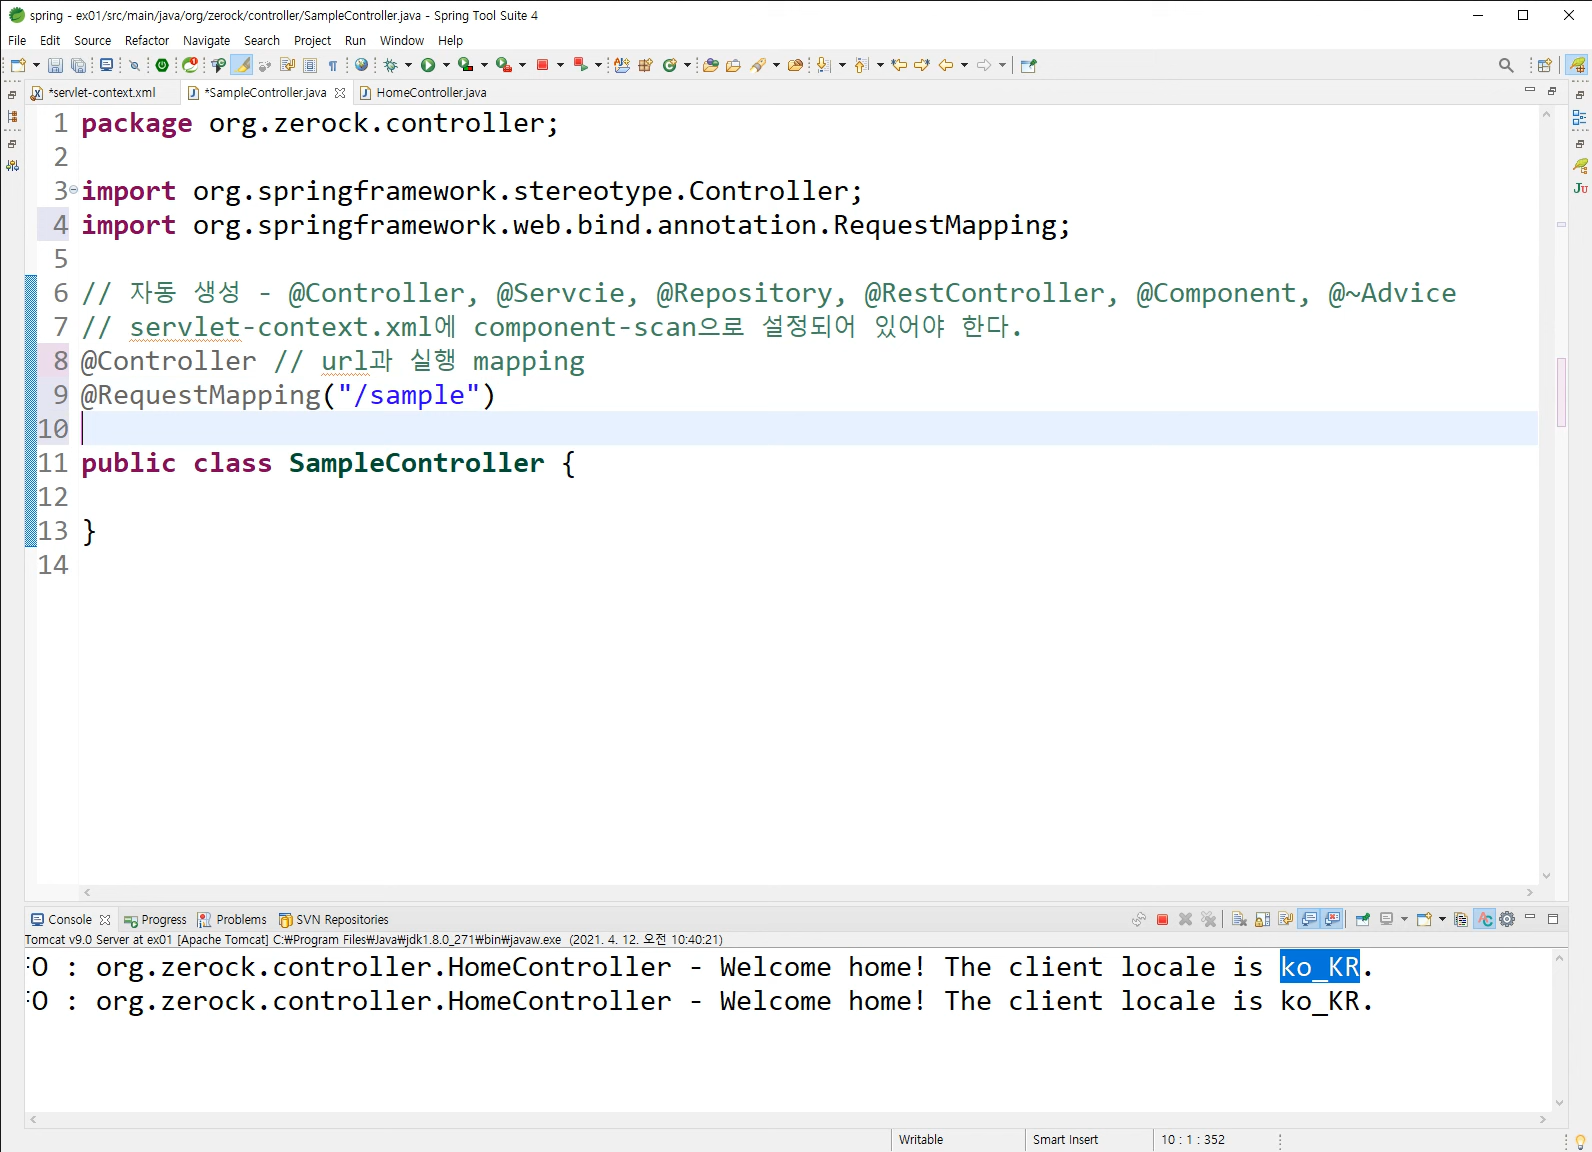 spring - ex01/src/main/java/org/zerock/controller/SampleController.java - Spring Tool Suite 4
File Edit Source Refactor Navigate Search Project Run Window Help
*servlet-context.xml *SampleController.java HomeController.java
1 package org.zerock.controller;
2
3 import org.springframework.stereotype.Controller;
4 import org.springframework.web.bind.annotation.RequestMapping;
5
6 // 자동 생성 - @Controller, @Servcie, @Repository, @RestController, @Component, @~Advice
7 // servlet-context.xml에 component-scan으로 설정되어 있어야 한다.
8 @Controller // url과 실행 mapping
9 @RequestMapping("/sample")
10
11 public class SampleController {
12
13 }
14
Console Progress Problems SVN Repositories
Tomcat v9.0 Server at ex01 [Apache Tomcat] C:₩Program Files₩Java₩jdk1.8.0_271₩bin₩javaw.exe (2021. 4. 12. 오전 10:40:21)
FO : org.zerock.controller.HomeController - Welcome home! The client locale is ko_KR.
FO : org.zerock.controller.HomeController - Welcome home! The client locale is ko_KR.
Writable Smart Insert 10 : 1 : 352